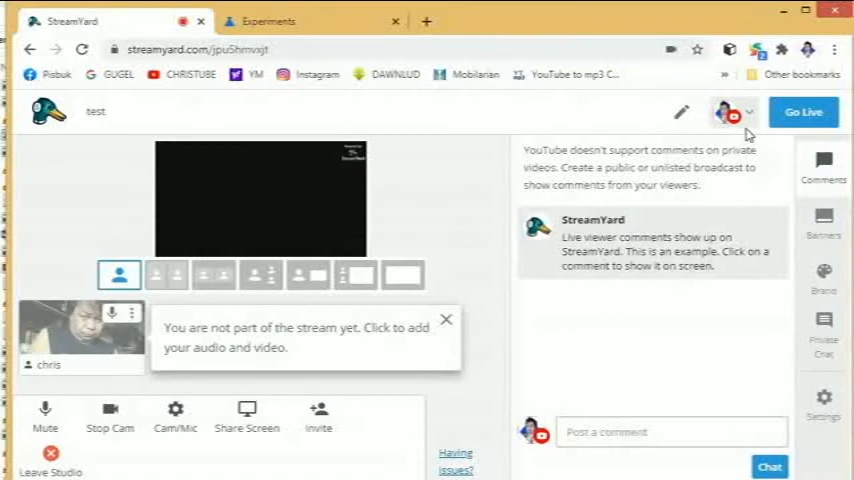 StreamYard
Experiments
streamyard.com/jpu5hmvxjt
Pisbuk
GUGEL
CHRISTUBE
YM
Instagram
DAWNLUD
Mobilarian
YouTube to mp3 C...
Other bookmarks
test
Go Live
YouTube doesn't support comments on private
videos. Create a public or unlisted broadcast to
show comments from your viewers.
StreamYard
Live viewer comments show up on
StreamYard. This is an example. Click on a
comment to show it on screen.
Comments
Banners
Brand
Private
Chat
Settings
You are not part of the stream yet. Click to add
your audio and video.
chris
Mute
Stop Cam
Cam/Mic
Share Screen
Invite
Leave Studio
Having
issues?
Post a comment
Chat